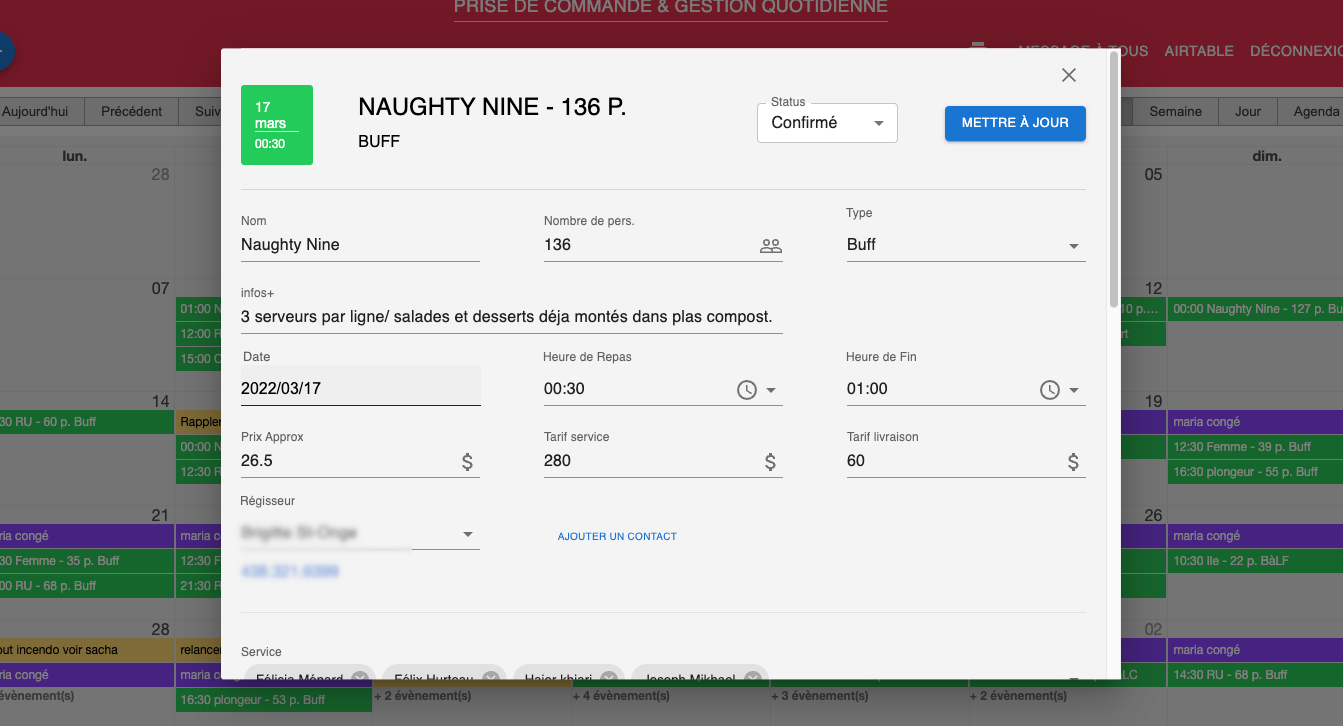 PRISE DE COMMANDE & GESTION QUOTIDIENNE
MESSAGE À TOUS AIRTABLE DÉCONNEXIO
Aujourd'hui Précédent Suiv Semaine Jour Agenda
lun. dim.
28 05
07 12
01:00 N
12:00 R
15:00 C
10 p.... 00:00 Naughty Nine - 127 p. Bu
rt
14 19
30 RU - 60 p. Buff Rappler maria congé
00:00 N 12:30 Femme - 39 p. Buff
12:30 R 16:30 plongeur - 55 p. Buff
21 26
ria congé maria c maria congé
30 Femme - 35 p. Buff 12:30 F 10:30 Ile - 22 p. BàLF
00 RU - 68 p. Buff 21:30 R
28 02
out incendo voir sacha relancer maria congé
maria c LC 14:30 RU - 68 p. Buff
évènement(s) 16:30 plongeur - 53 p. Buff + 2 évènement(s) + 4 évènement(s) + 3 évènement(s) + 2 évènement(s)
17
mars
00:30
NAUGHTY NINE - 136 P.
BUFF
Status
Confirmé
METTRE À JOUR
Nom Nombre de pers. Type
Naughty Nine 136 Buff
infos+
3 serveurs par ligne/ salades et desserts déja montés dans plas compost.
Date Heure de Repas Heure de Fin
2022/03/17 00:30 01:00
Prix Approx Tarif service Tarif livraison
26.5 $ 280 $ 60 $
Régisseur
AJOUTER UN CONTACT
Service
Félicia Ménard Félix Hurteau Hajer khiari Joseph Mikhael